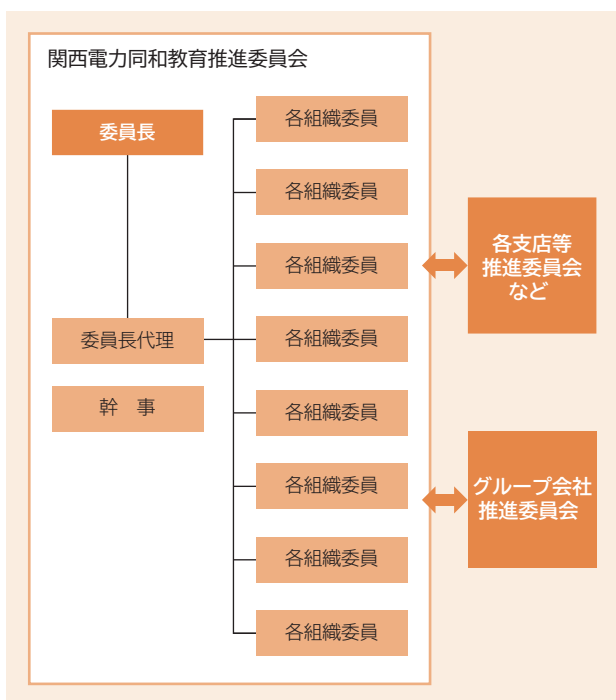 関西電力同和教育推進委員会
委員長
委員長代理
幹　事
各組織委員
各組織委員
各組織委員
各組織委員
各組織委員
各組織委員
各組織委員
各組織委員
各支店等
推進委員会
など
グループ会社
推進委員会